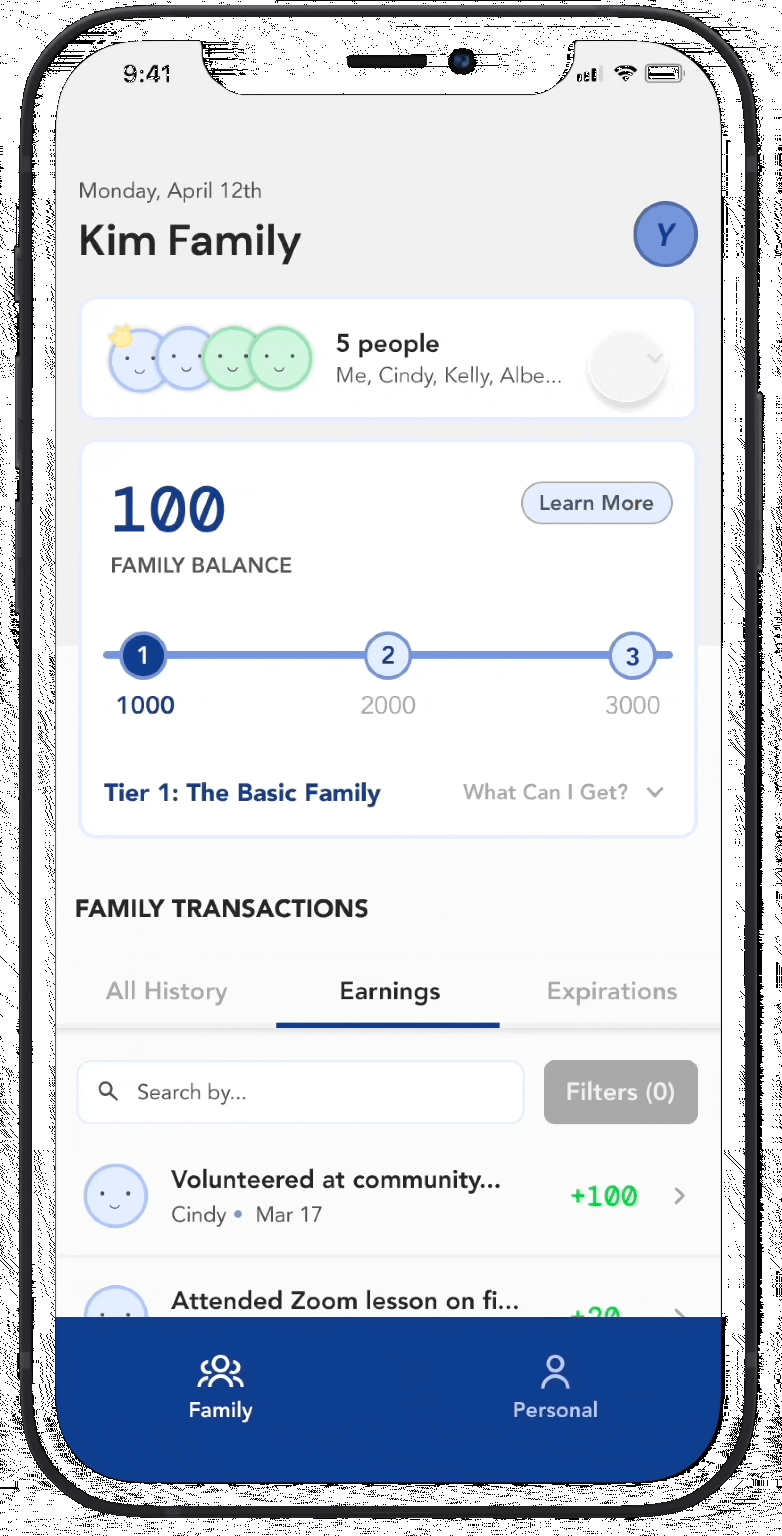 9:41
Monday, April 12th
Kim Family
Y
5 people
Me, Cindy, Kelly, Albe...
100
Learn More
FAMILY BALANCE
1 2 3
1000 2000 3000
Tier 1: The Basic Family
What Can I Get?
FAMILY TRANSACTIONS
All History Earnings Expirations
Search by...
Filters (0)
Volunteered at community...
+100
Cindy • Mar 17
Attended Zoom lesson on fi...
+20
Family Personal